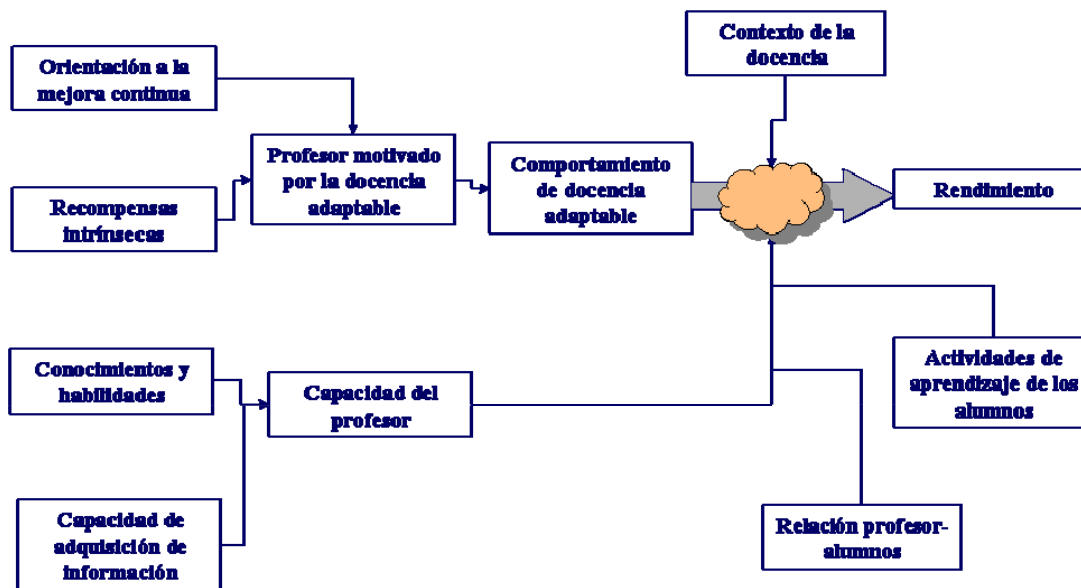 Contexto de la
docencia
Orientación a la
mejora continua
Profesor motivado
por la docencia
adaptable
Comportamiento
de docencia
adaptable
Rendimiento
Recompensas
intrínsecas
Conocimientos y
habilidades
Capacidad del
profesor
Actividades de
aprendizaje de los
alumnos
Capacidad de
adquisición de
información
Relación profesor-
alumnos